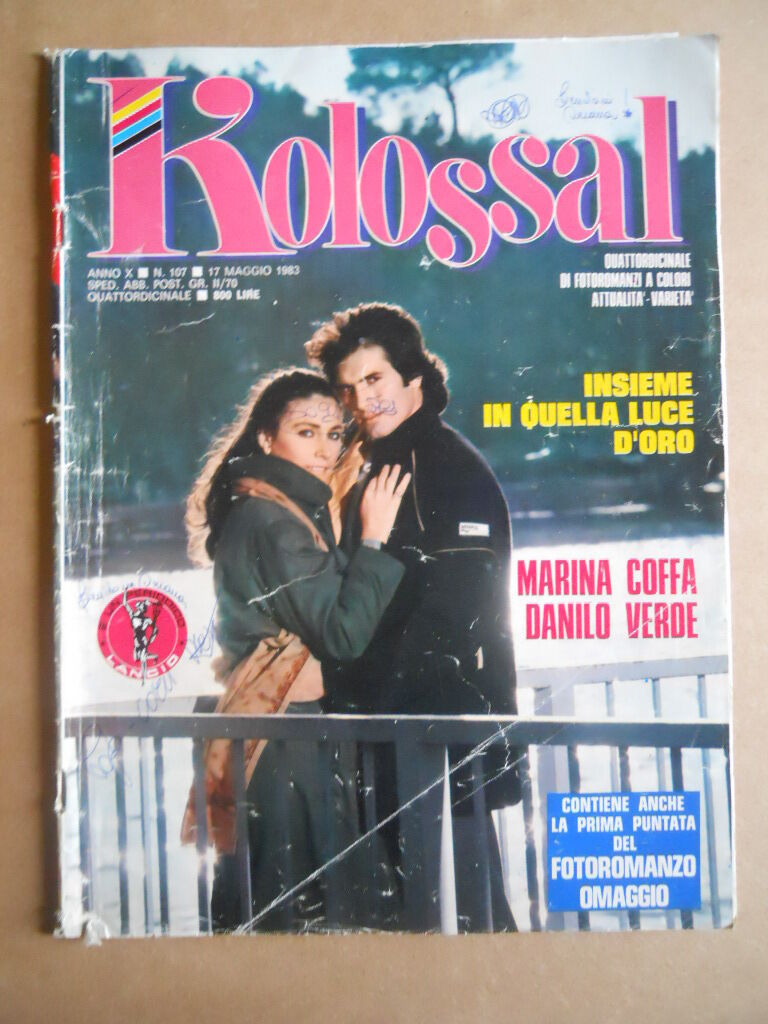 Kolossal
ANNO X ■ N. 107 ■ 17 MAGGIO 1983
SPED. ABB. POST. GR. II/70
QUATTORDICINALE ■ 800 LIRE
QUATTORDICINALE
DI FOTOROMANZI A COLORI
ATTUALITA'-VARIETA'
INSIEME
IN QUELLA LUCE
D'ORO
MARINA COFFA
DANILO VERDE
È UN PERIODICO
LANCIO
CONTIENE ANCHE
LA PRIMA PUNTATA
DEL
FOTOROMANZO
OMAGGIO